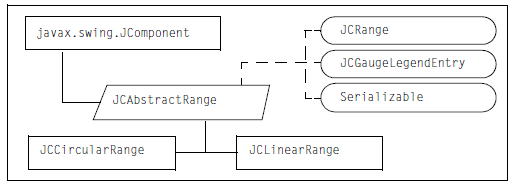 javax.swing.JComponent
JCRange
JCGaugeLegendEntry
JCAbstractRange
Serializable
JCCircularRange
JCLinearRange